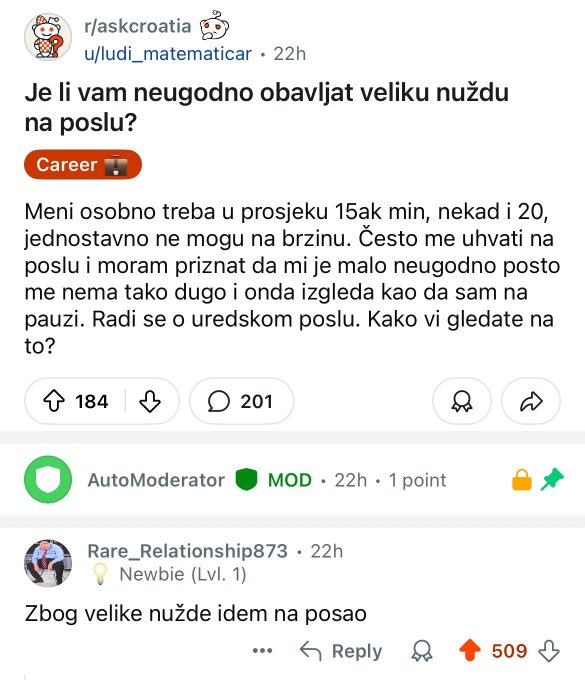 r/askcroatia
u/ludi_matematicar • 22h
Je li vam neugodno obavljat veliku nuždu
na poslu?
Career
Meni osobno treba u prosjeku 15ak min, nekad i 20,
jednostavno ne mogu na brzinu. Često me uhvati na
poslu i moram priznat da mi je malo neugodno posto
me nema tako dugo i onda izgleda kao da sam na
pauzi. Radi se o uredskom poslu. Kako vi gledate na
to?
184 201
AutoModerator MOD • 22h • 1 point
Rare_Relationship873 • 22h
Newbie (Lvl. 1)
Zbog velike nužde idem na posao
Reply 509